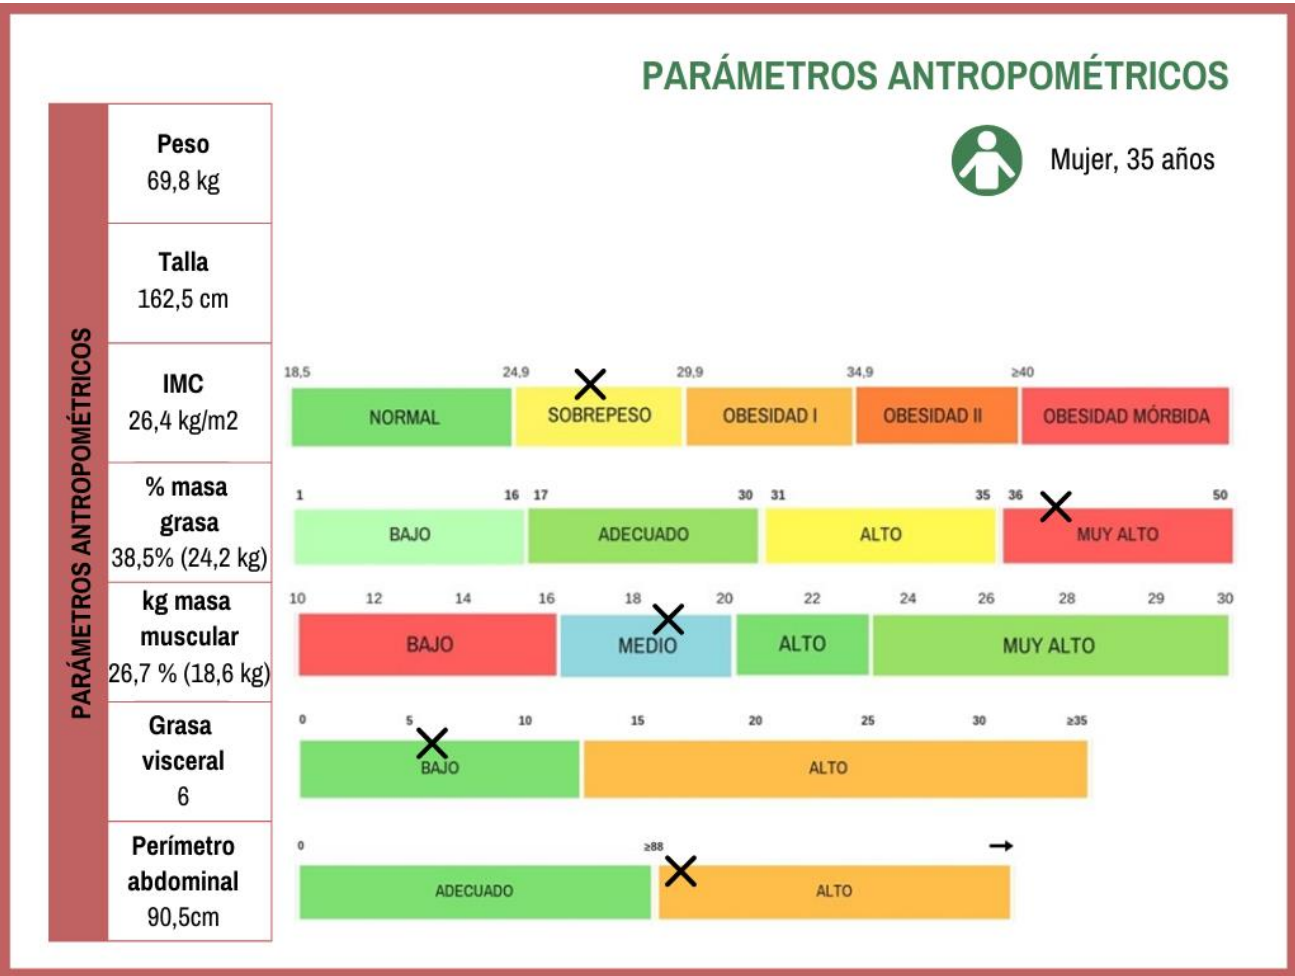 PARÁMETROS ANTROPOMÉTRICOS
Mujer, 35 años
PARÁMETROS ANTROPOMÉTRICOS
Peso
69,8 kg
Talla
162,5 cm
IMC
26,4 kg/m2
18,5 24,9 29,9 34,9 ≥40
NORMAL SOBREPESO OBESIDAD I OBESIDAD II OBESIDAD MÓRBIDA
% masa
grasa
38,5% (24,2 kg)
1 16 17 30 31 35 36 50
BAJO ADECUADO ALTO MUY ALTO
kg masa
muscular
26,7 % (18,6 kg)
10 12 14 16 18 20 22 24 26 28 29 30
BAJO MEDIO ALTO MUY ALTO
Grasa
visceral
6
0 5 10 15 20 25 30 ≥35
BAJO ALTO
Perímetro
abdominal
90,5cm
0 ≥88
ADECUADO ALTO